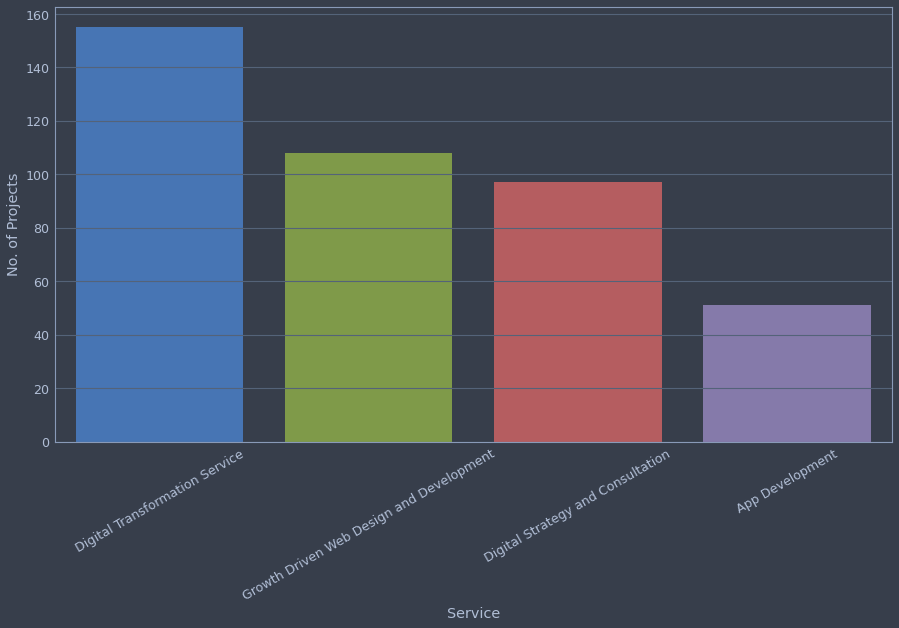 160
140
120
100
80
60
40
20
0
No. of Projects
Digital Transformation Service
Growth Driven Web Design and Development
Digital Strategy and Consultation
App Development
Service